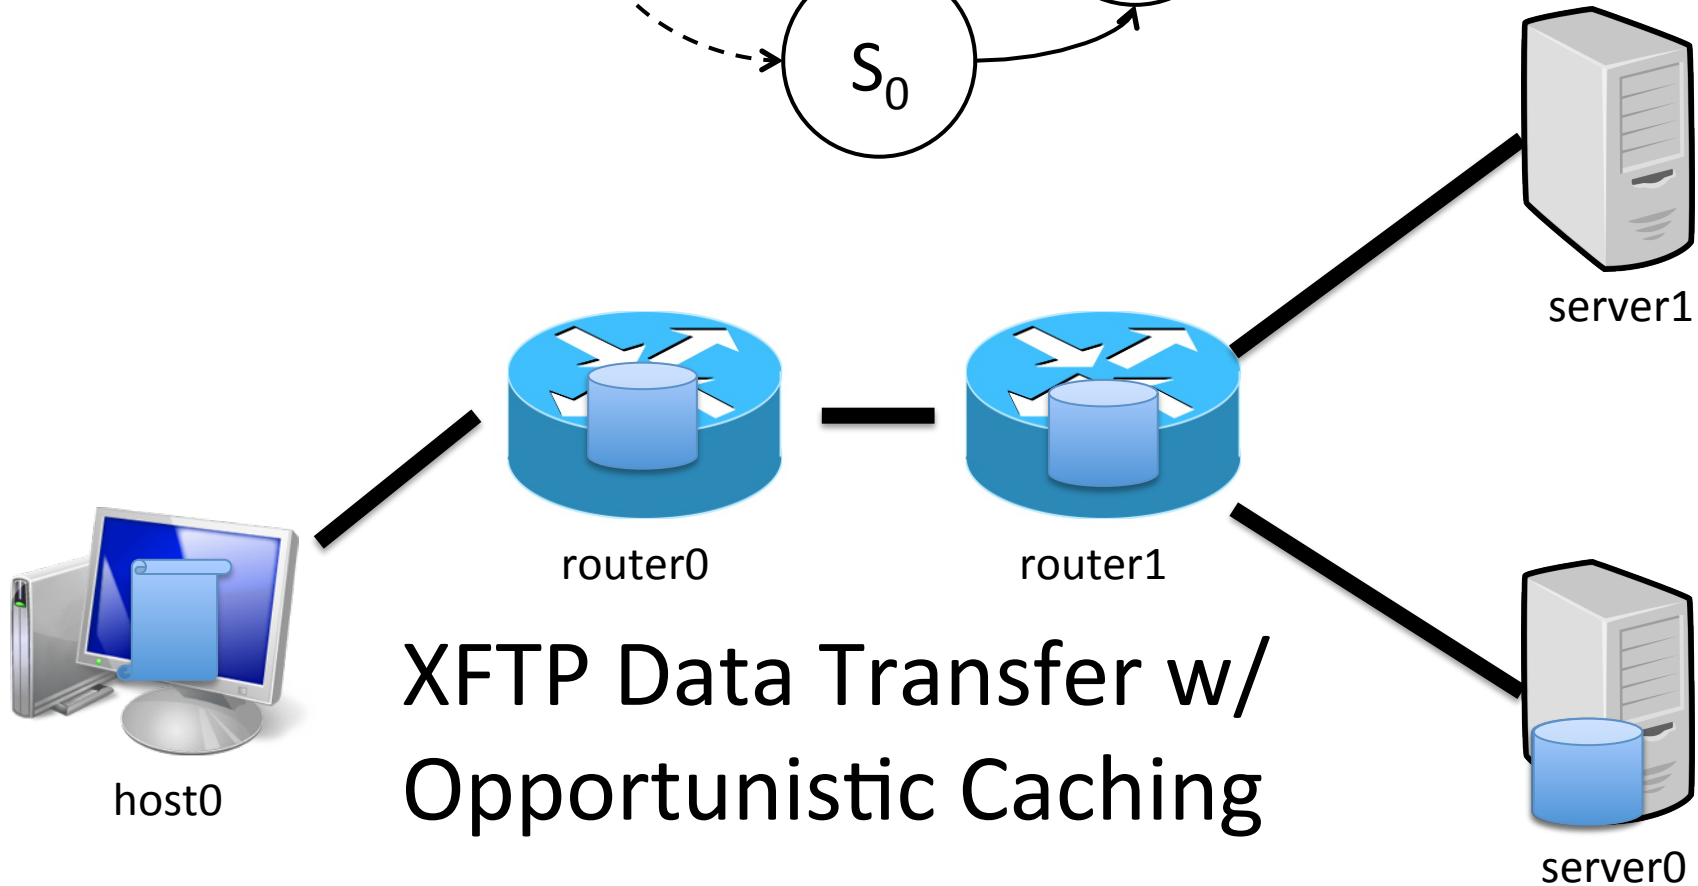 S₀
server1
router0
router1
XFTP Data Transfer w/
Opportunistic Caching
host0
server0